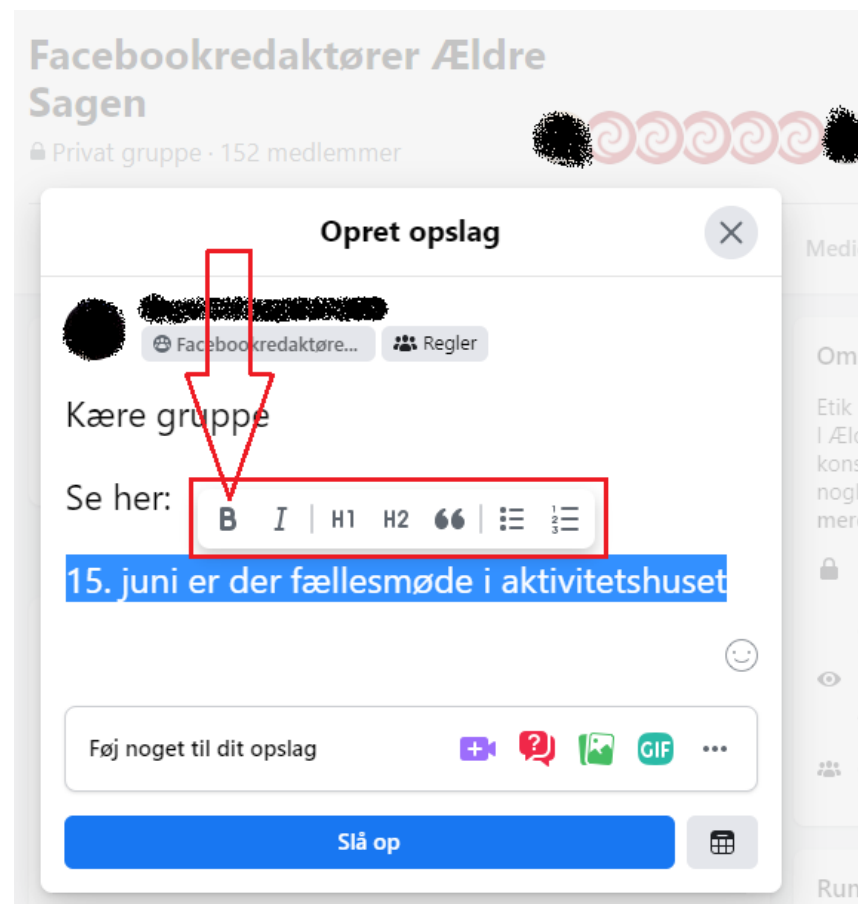 Facebookredaktører Ældre
Sagen
Privat gruppe · 152 medlemmer
Opret opslag
Medi
Facebookredaktøre...
Regler
Om
Kære gruppe
Etik
I Æld
kons
nogl
mere
Se her:
B I H1 H2
15. juni er der fællesmøde i aktivitetshuset
Føj noget til dit opslag
GIF
Slå op
Run